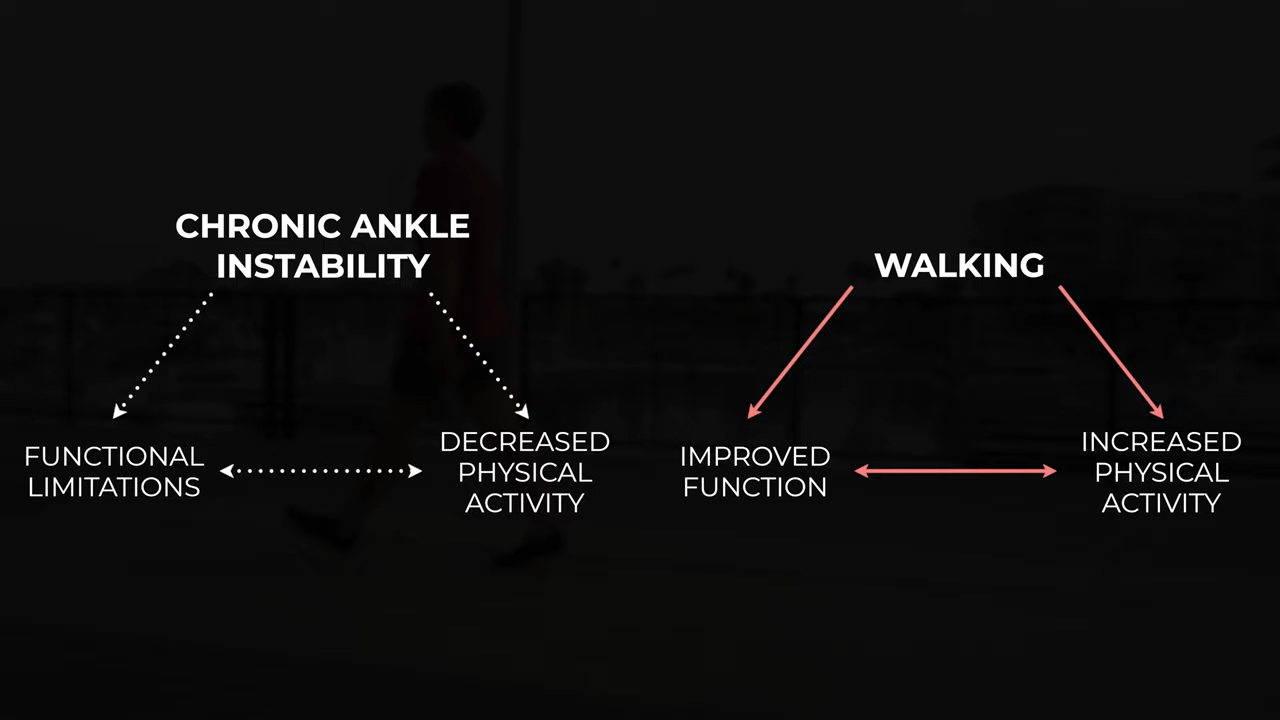 CHRONIC ANKLE
INSTABILITY
FUNCTIONAL
LIMITATIONS
DECREASED
PHYSICAL
ACTIVITY
WALKING
IMPROVED
FUNCTION
INCREASED
PHYSICAL
ACTIVITY